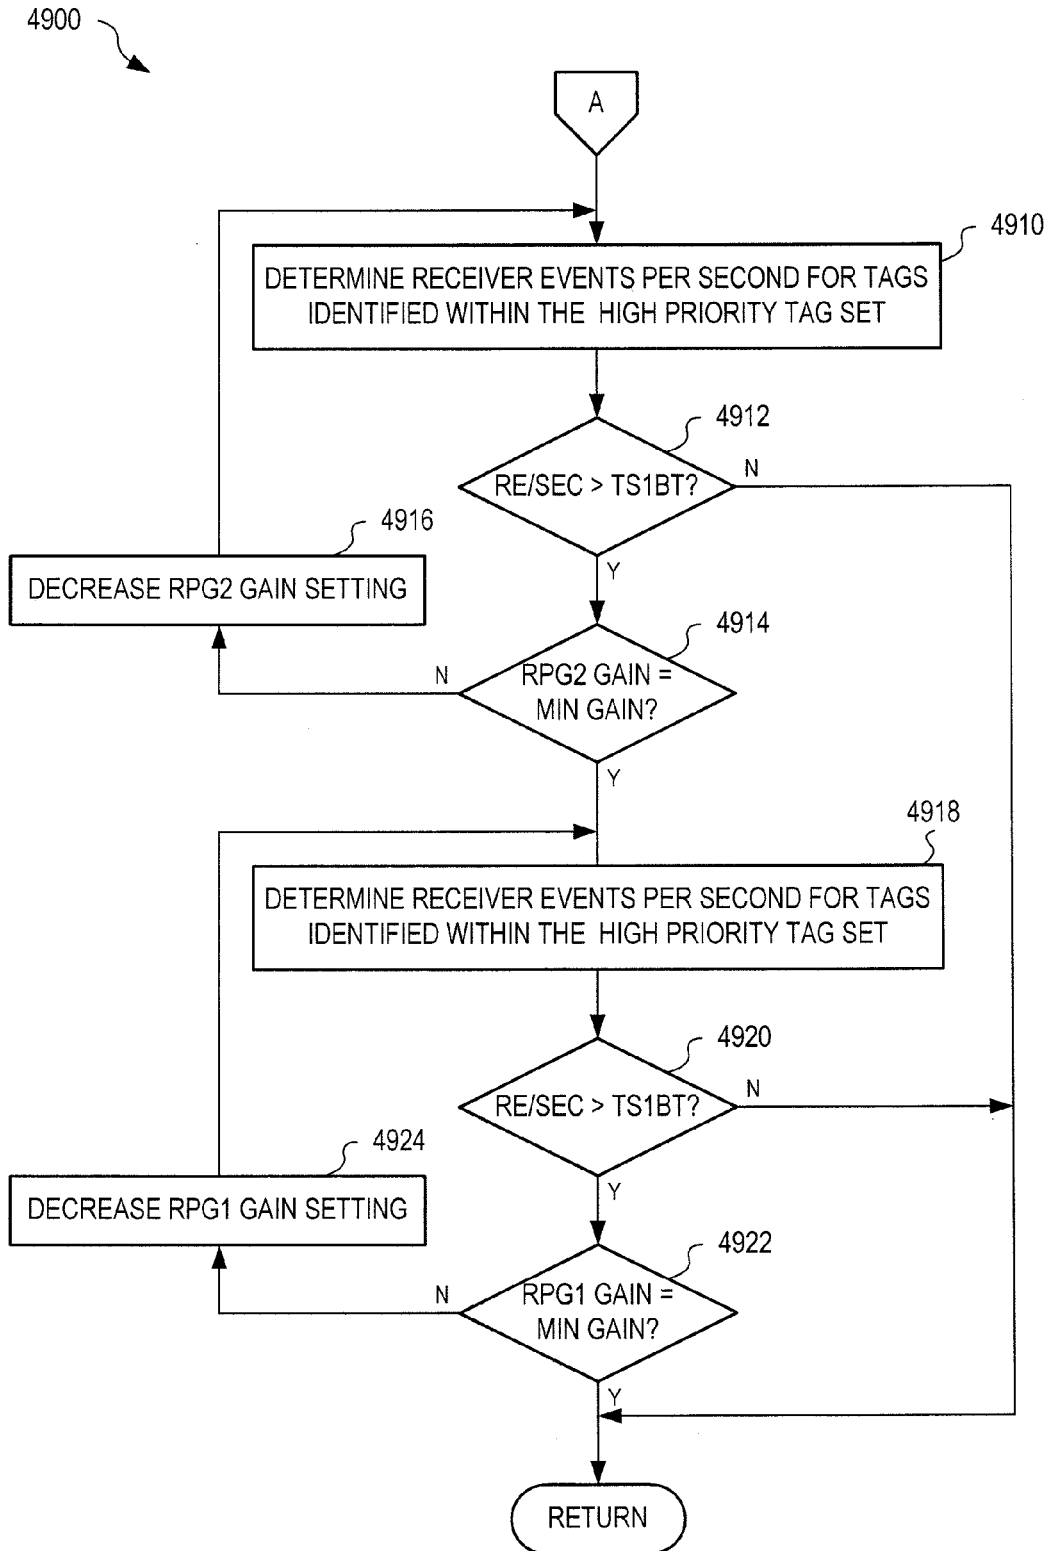 4900
A
4910
DETERMINE RECEIVER EVENTS PER SECOND FOR TAGS
IDENTIFIED WITHIN THE HIGH PRIORITY TAG SET
4912
RE/SEC > TS1BT?
N
Y
4916
DECREASE RPG2 GAIN SETTING
4914
RPG2 GAIN =
MIN GAIN?
N
Y
4918
DETERMINE RECEIVER EVENTS PER SECOND FOR TAGS
IDENTIFIED WITHIN THE HIGH PRIORITY TAG SET
4920
RE/SEC > TS1BT?
N
Y
4924
DECREASE RPG1 GAIN SETTING
4922
RPG1 GAIN =
MIN GAIN?
N
Y
RETURN